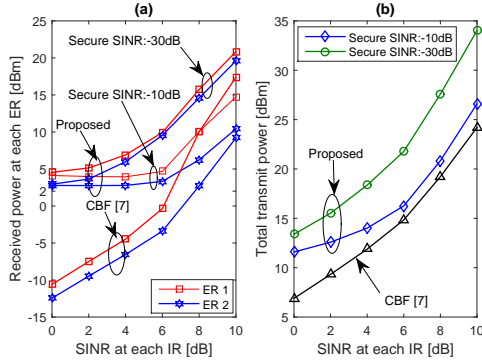 (a)
Received power at each ER [dBm]
25
20
15
10
5
2
0
-5
-10
-15
Secure SINR:-30dB
Secure SINR:-10dB
Proposed
CBF [7]
ER 1
ER 2
0 2 4 6 8 10
SINR at each IR [dB]
(b)
Total transmit power [dBm]
35
30
25
20
15
10
5
Secure SINR:-10dB
Secure SINR:-30dB
Proposed
CBF [7]
0 2 4 6 8 10
SINR at each IR [dB]